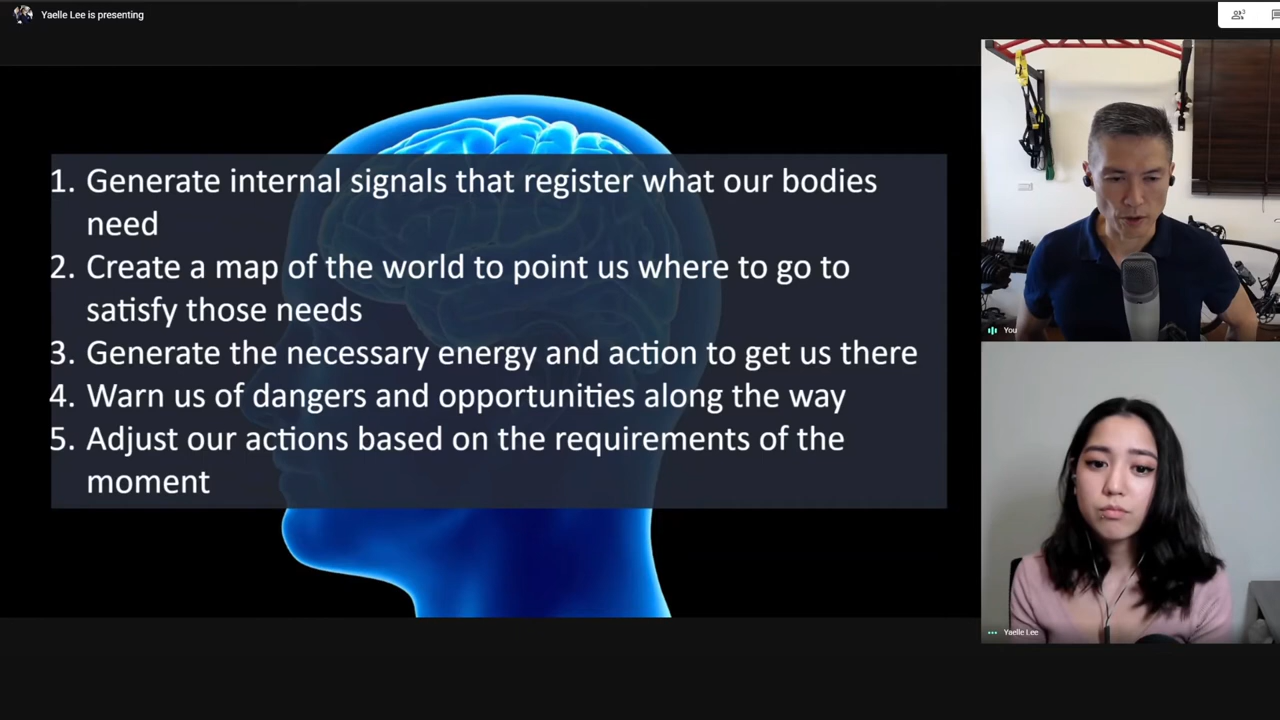 Yaelle Lee is presenting
3
1. Generate internal signals that register what our bodies
need
2. Create a map of the world to point us where to go to
satisfy those needs
3. Generate the necessary energy and action to get us there
4. Warn us of dangers and opportunities along the way
5. Adjust our actions based on the requirements of the
moment
You
Yaelle Lee